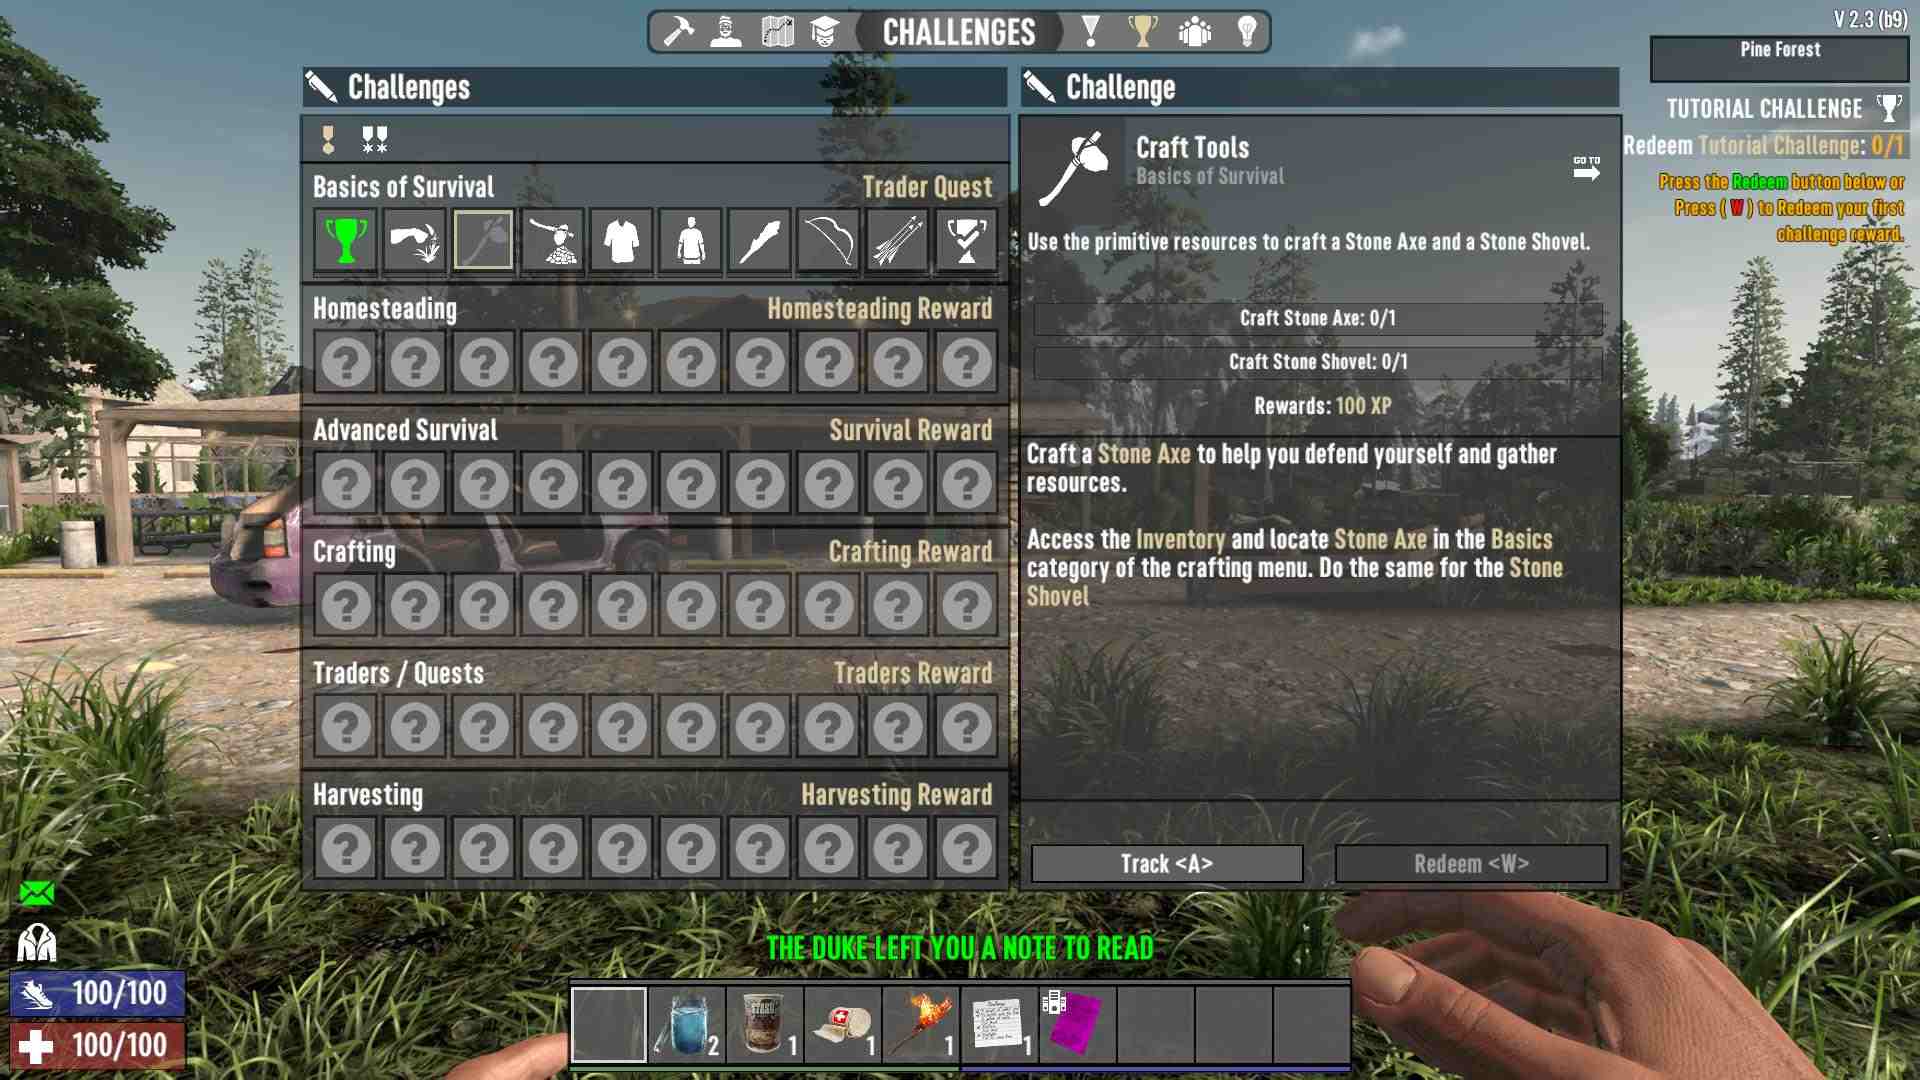 CHALLENGES
V 2.3 (b9)
Pine Forest
TUTORIAL CHALLENGE
Redeem Tutorial Challenge: 0/1
Press the Redeem button below or
Press ( W ) to Redeem your first
challenge reward.
Challenges
Basics of Survival
Trader Quest
Homesteading
Homesteading Reward
? ? ? ? ? ? ? ? ? ?
Advanced Survival
Survival Reward
? ? ? ? ? ? ? ? ? ?
Crafting
Crafting Reward
? ? ? ? ? ? ? ? ? ?
Traders / Quests
Traders Reward
? ? ? ? ? ? ? ? ? ?
Harvesting
Harvesting Reward
? ? ? ? ? ? ? ? ? ?
Challenge
Craft Tools
Basics of Survival
GO TO
Use the primitive resources to craft a Stone Axe and a Stone Shovel.
Craft Stone Axe: 0/1
Craft Stone Shovel: 0/1
Rewards: 100 XP
Craft a Stone Axe to help you defend yourself and gather
resources.
Access the Inventory and locate Stone Axe in the Basics
category of the crafting menu. Do the same for the Stone
Shovel
Track <A>
Redeem <W>
THE DUKE LEFT YOU A NOTE TO READ
100/100
100/100
2
1
1
1
1